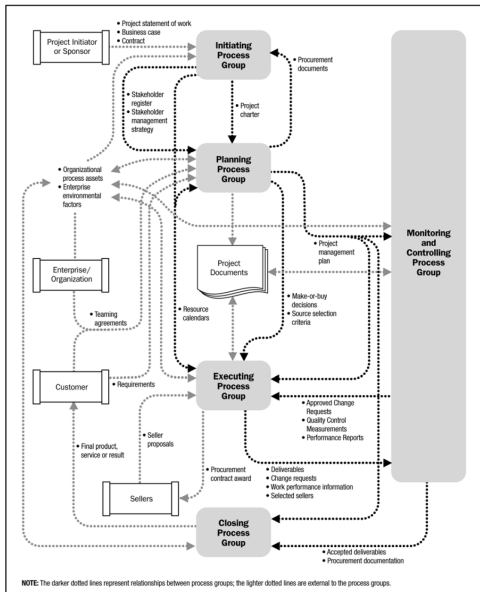 • Project statement of work
• Business case
• Contract
Project Initiator
or Sponsor
Initiating
Process
Group
• Procurement
documents
• Stakeholder
register
• Stakeholder
management
strategy
• Project
charter
• Organizational
process assets
• Enterprise
environmental
factors
Planning
Process
Group
Monitoring
and
Controlling
Process
Group
• Project
management
plan
Enterprise/
Organization
Project
Documents
• Teaming
agreements
• Resource
calendars
• Make-or-buy
decisions
• Source selection
criteria
Customer
• Requirements
Executing
Process
Group
• Approved Change
Requests
• Quality Control
Measurements
• Performance Reports
• Final product,
service or result
• Seller
proposals
• Procurement
contract award
• Deliverables
• Change requests
• Work performance information
• Selected sellers
Sellers
Closing
Process
Group
• Accepted deliverables
• Procurement documentation
NOTE: The darker dotted lines represent relationships between process groups; the lighter dotted lines are external to the process groups.